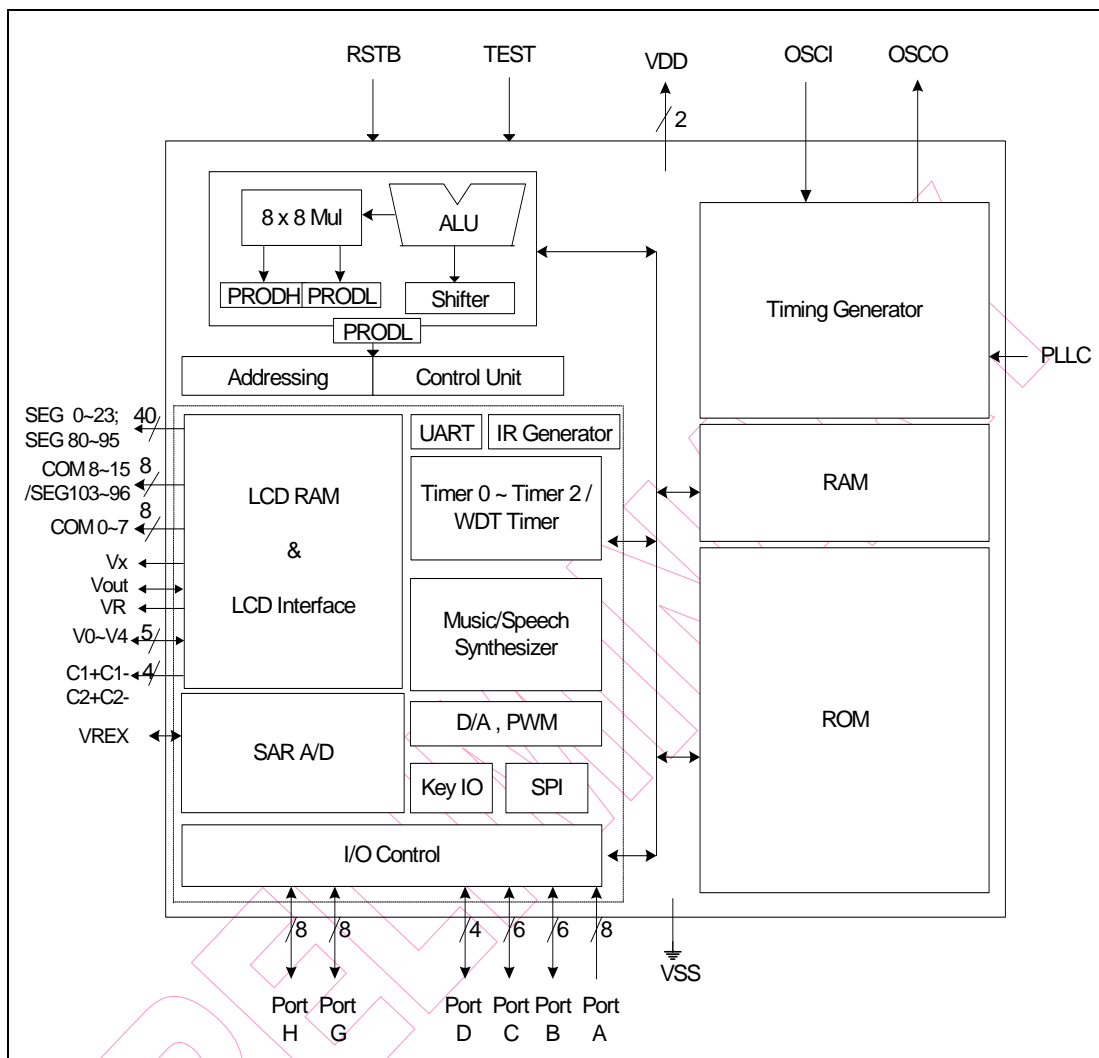 RSTB
TEST
VDD
OSCI
OSCO
2
8 x 8 Mul
ALU
PRODH
PRODL
Shifter
PRODL
Timing Generator
PLLC
Addressing
Control Unit
SEG 0~23;
40
SEG 80~95
COM 8~15
8
/SEG103~96
8
COM 0~7
Vx
Vout
VR
V0~V4
5
C1+C1-
4
C2+C2-
VREX
LCD RAM
&
LCD Interface
UART
IR Generator
Timer 0 ~ Timer 2 /
WDT Timer
Music/Speech
Synthesizer
RAM
ROM
SAR A/D
D/A , PWM
Key IO
SPI
I/O Control
8
8
4
6
6
8
VSS
Port
H
Port
G
Port
D
Port
C
Port
B
Port
A